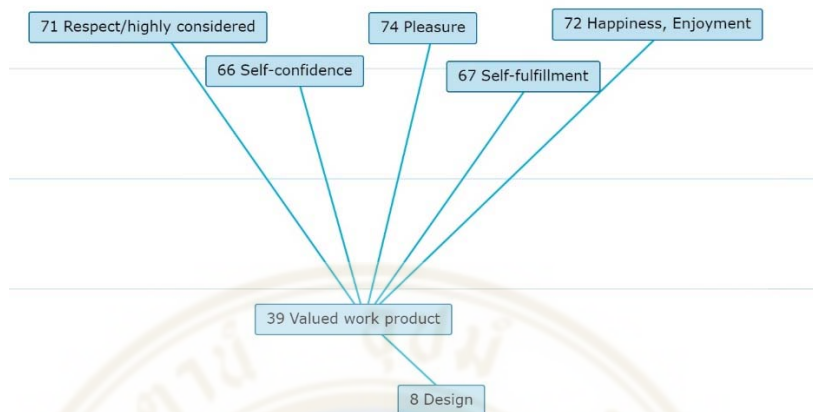 71 Respect/highly considered
74 Pleasure
72 Happiness, Enjoyment
66 Self-confidence
67 Self-fulfillment
39 Valued work product
8 Design